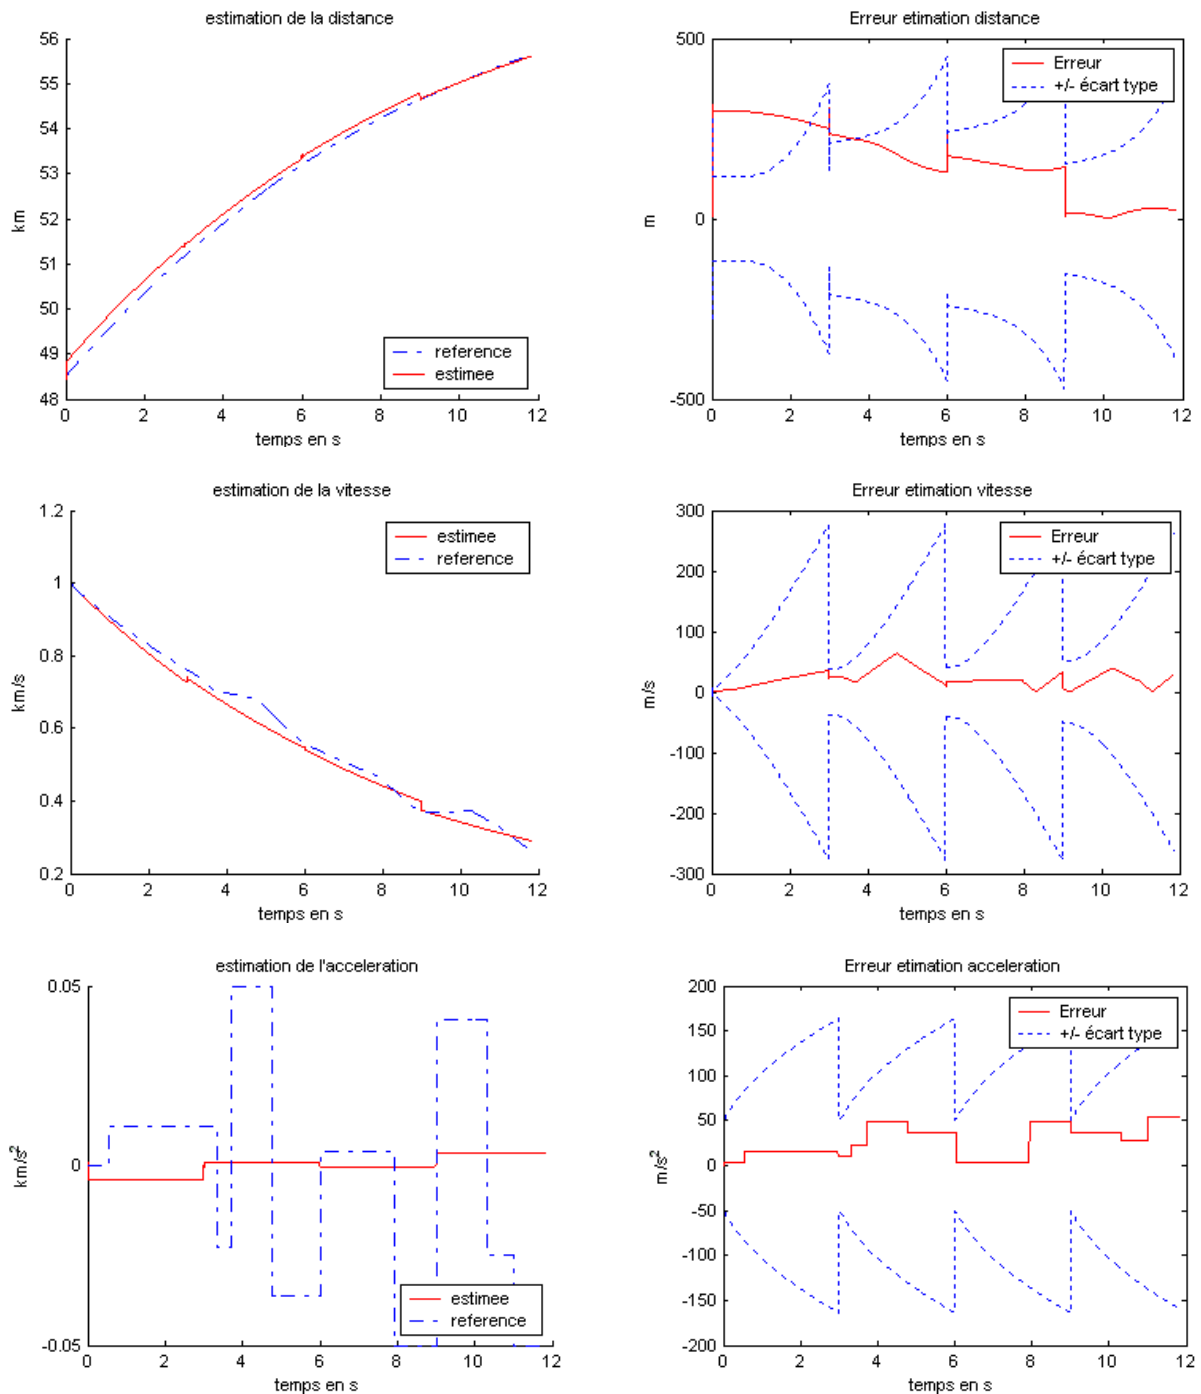 estimation de la distance
56
55
54
53
52
51
50
49
48
km
reference
estimee
0 2 4 6 8 10 12
temps en s
Erreur etimation distance
500
0
-500
m
Erreur
+/- écart type
0 2 4 6 8 10 12
temps en s
estimation de la vitesse
1.2
1
0.8
0.6
0.4
0.2
km/s
estimee
reference
0 2 4 6 8 10 12
temps en s
Erreur etimation vitesse
300
200
100
0
-100
-200
-300
m/s
Erreur
+/- écart type
0 2 4 6 8 10 12
temps en s
estimation de l'acceleration
0.05
0
-0.05
km/s²
estimee
reference
0 2 4 6 8 10 12
temps en s
Erreur etimation acceleration
200
150
100
50
0
-50
-100
-150
-200
m/s²
Erreur
+/- écart type
0 2 4 6 8 10 12
temps en s